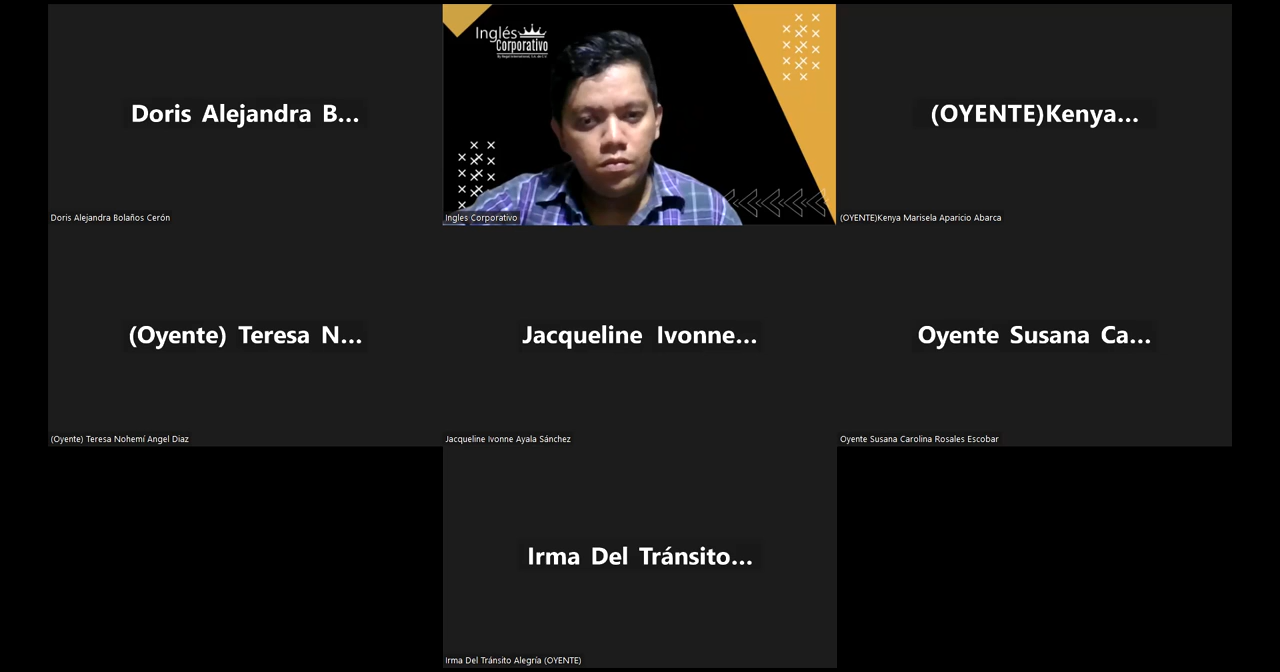 Doris Alejandra B...
Doris Alejandra Bolaños Cerón
Inglés
Corporativo
Ingles Corporativo
(OYENTE)Kenya...
(OYENTE)Kenya Marisela Aparicio Abarca
(Oyente) Teresa N...
(Oyente) Teresa Nohemí Angel Diaz
Jacqueline Ivonne...
Jacqueline Ivonne Ayala Sánchez
Oyente Susana Ca...
Oyente Susana Carolina Rosales Escobar
Irma Del Tránsito...
Irma Del Tránsito Alegría (OYENTE)